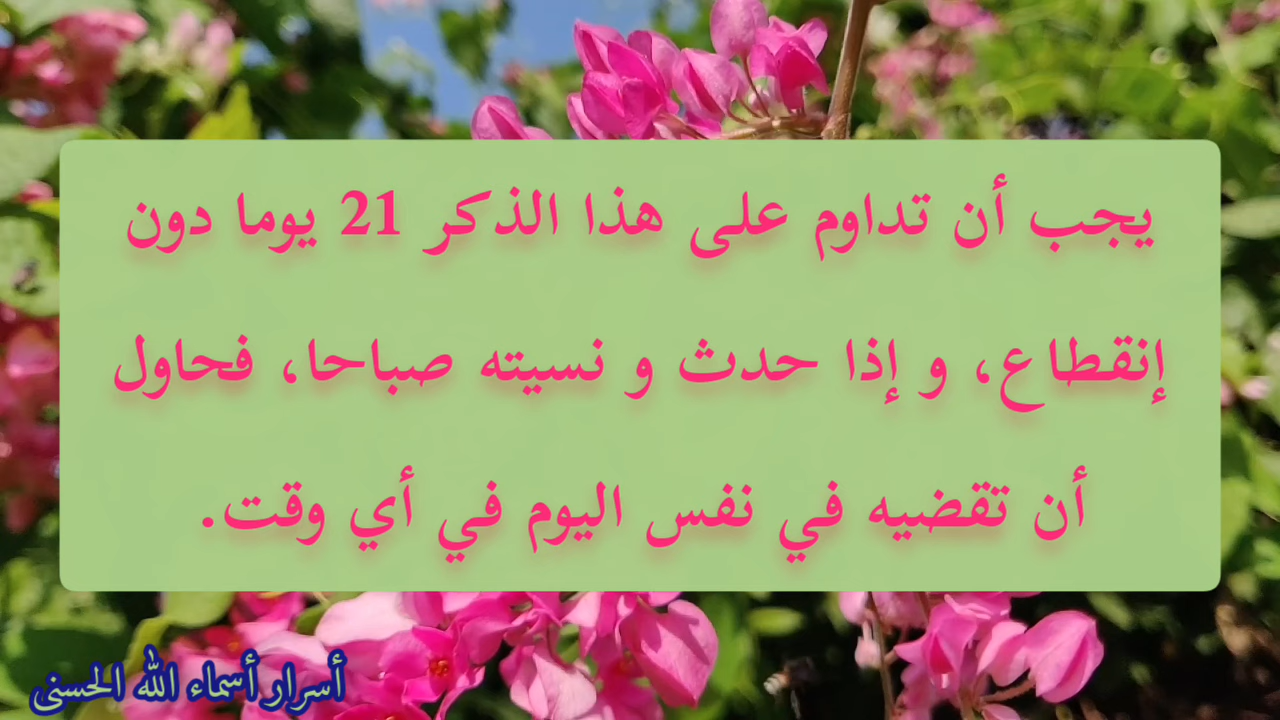 يجب أن تداوم على هذا الذكر 21 يوما دون
إنقطاع، و إذا حدث و نسيته صباحا، فحاول
أن تقضيه في نفس اليوم في أي وقت.
أسرار أسماء الله الحسنى